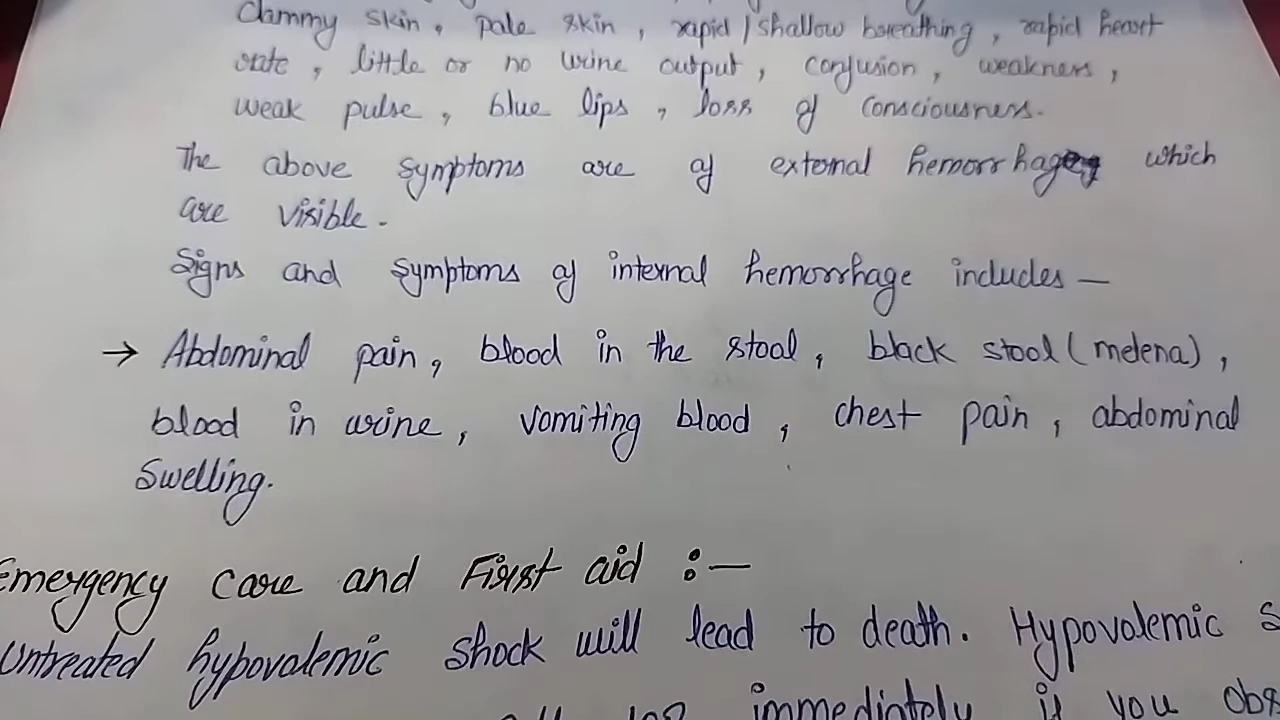 Clammy skin, pale skin, rapid/shallow breathing, rapid heart
rate, little or no urine output, confusion, weakness,
weak pulse, blue lips, loss of consciousness.
The above symptoms are of external hemorrhage which
are visible.
Signs and symptoms of internal hemorrhage includes —
→ Abdominal pain, blood in the stool, black stool (melena),
blood in urine, vomiting blood, chest pain, abdominal
swelling.
Emergency care and First aid :—
Untreated hypovolemic shock will lead to death. Hypovolemic
immediately if you